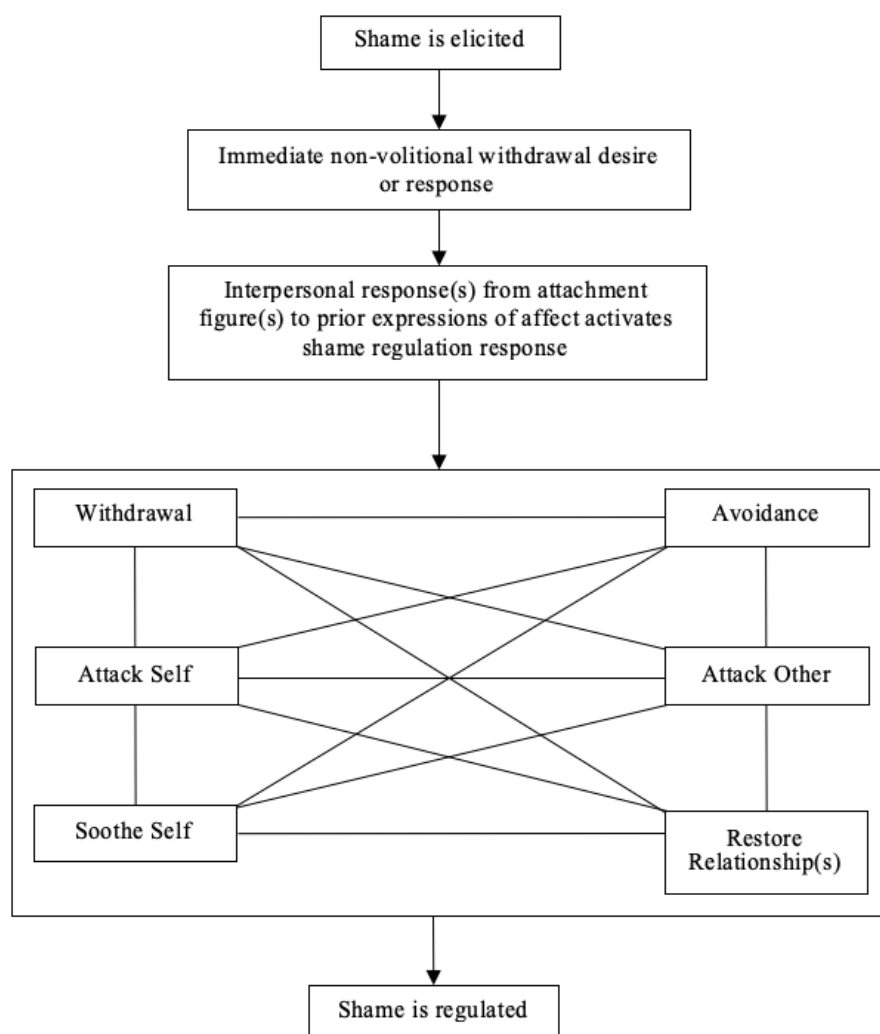 Shame is elicited
Immediate non-volitional withdrawal desire
or response
Interpersonal response(s) from attachment
figure(s) to prior expressions of affect activates
shame regulation response
Withdrawal
Avoidance
Attack Self
Attack Other
Soothe Self
Restore
Relationship(s)
Shame is regulated